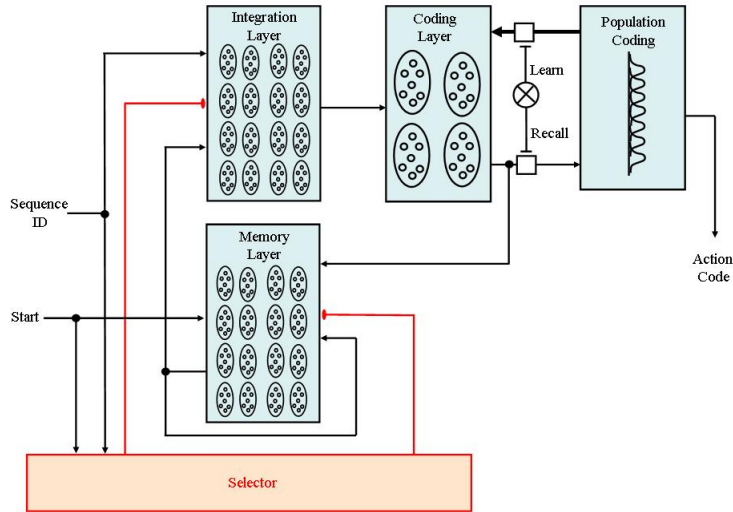 Integration
Layer
Coding
Layer
Population
Coding
Learn
Recall
Sequence
ID
Memory
Layer
Action
Code
Start
Selector